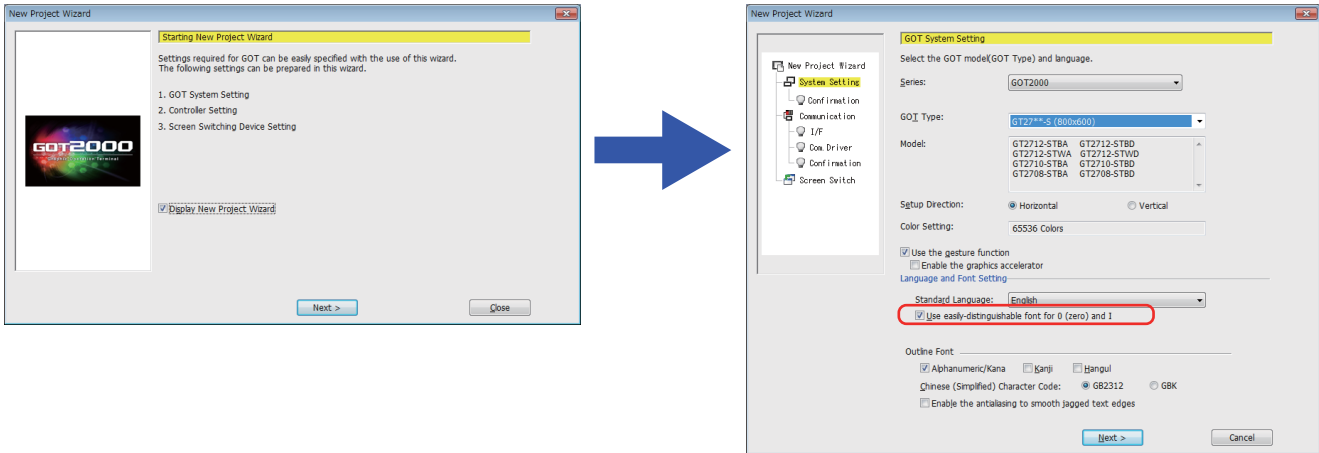 New Project Wizard
Starting New Project Wizard
Settings required for GOT can be easily specified with the use of this wizard.
The following settings can be prepared in this wizard.
1. GOT System Setting
2. Controller Setting
3. Screen Switching Device Setting
GOT2000
Graphic Operation Terminal
Display New Project Wizard
Next >
Close
New Project Wizard
New Project Wizard
System Setting
Confirmation
Communication
I/F
Com. Driver
Confirmation
Screen Switch
GOT System Setting
Select the GOT model(GOT Type) and language.
Series: GOT2000
GOT Type: GT27**-S (800x600)
Model: GT2712-STBA GT2712-STBD
GT2712-STWA GT2712-STWD
GT2710-STBA GT2710-STBD
GT2708-STBA GT2708-STBD
Setup Direction: Horizontal Vertical
Color Setting: 65536 Colors
Use the gesture function
Enable the graphics accelerator
Language and Font Setting
Standard Language: English
Use easily-distinguishable font for 0 (zero) and I
Outline Font
Alphanumeric/Kana Kanji Hangul
Chinese (Simplified) Character Code: GB2312 GBK
Enable the antialiasing to smooth jagged text edges
Next >
Cancel